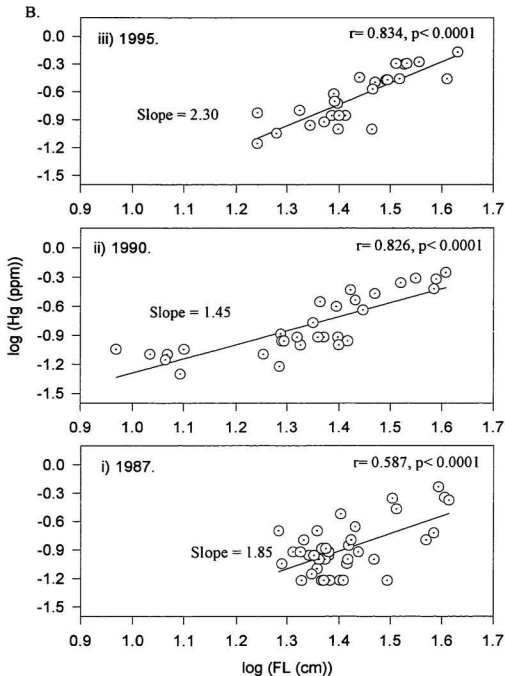 B.
iii) 1995.
r= 0.834, p< 0.0001
Slope = 2.30
0.0
-0.3
-0.6
-0.9
-1.2
-1.5
0.9 1.0 1.1 1.2 1.3 1.4 1.5 1.6 1.7
ii) 1990.
r= 0.826, p< 0.0001
Slope = 1.45
0.0
-0.3
-0.6
-0.9
-1.2
-1.5
log (Hg (ppm))
0.9 1.0 1.1 1.2 1.3 1.4 1.5 1.6 1.7
i) 1987.
r= 0.587, p< 0.0001
Slope = 1.85
0.0
-0.3
-0.6
-0.9
-1.2
-1.5
0.9 1.0 1.1 1.2 1.3 1.4 1.5 1.6 1.7
log (FL (cm))